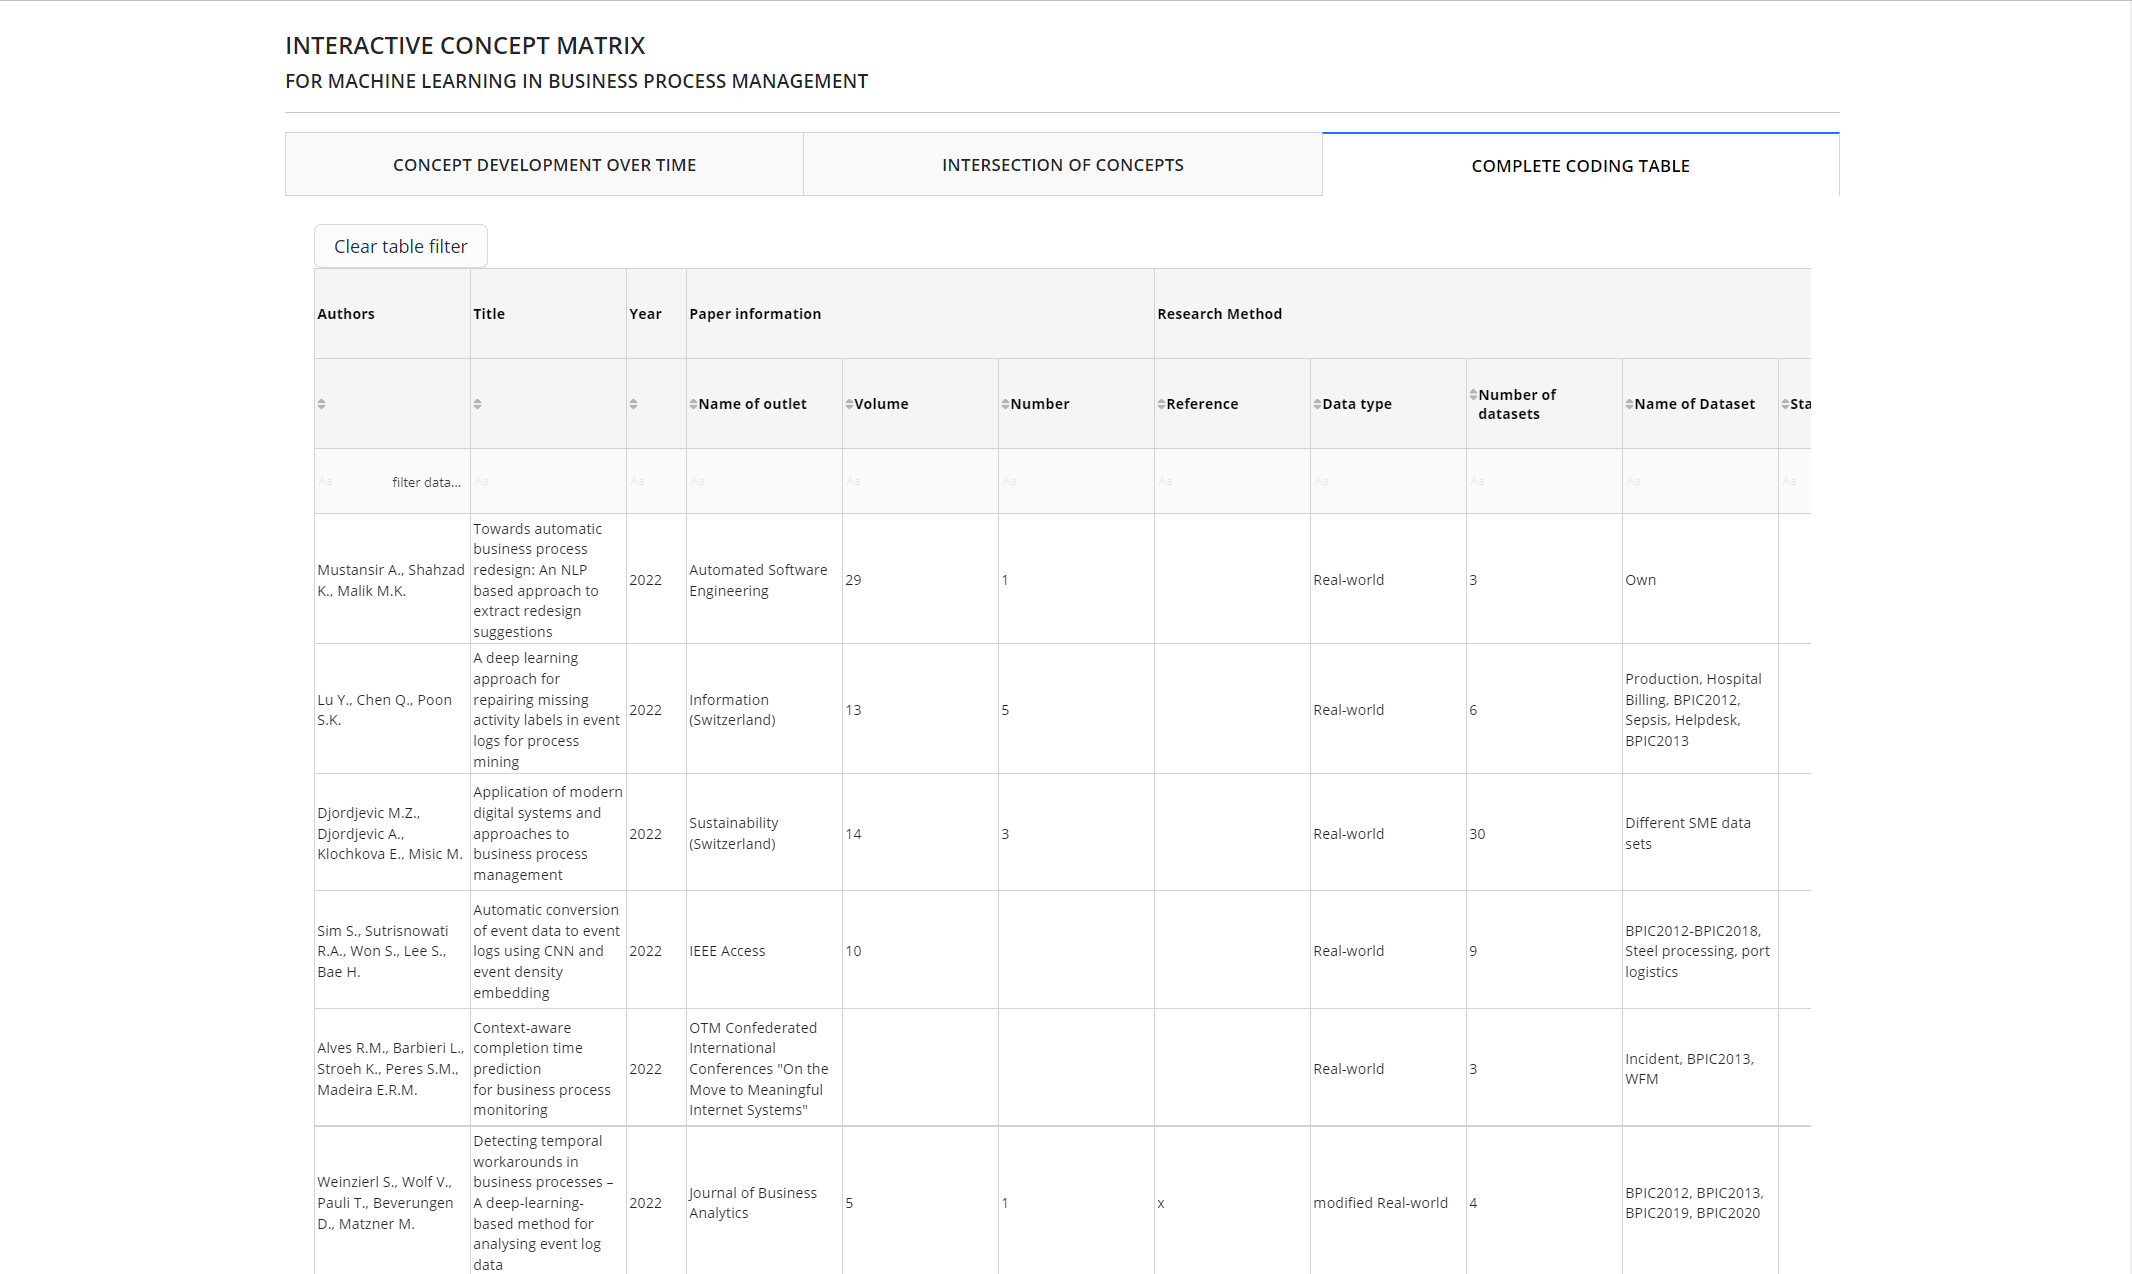 INTERACTIVE CONCEPT MATRIX
FOR MACHINE LEARNING IN BUSINESS PROCESS MANAGEMENT
CONCEPT DEVELOPMENT OVER TIME
INTERSECTION OF CONCEPTS
COMPLETE CODING TABLE
Clear table filter
Authors
Title
Year
Paper information
Research Method
Name of outlet
Volume
Number
Reference
Data type
Number of
datasets
Name of Dataset
Sta
Aa
filter data...
Aa
Aa
Aa
Aa
Aa
Aa
Aa
Aa
Aa
Aa
Mustansir A., Shahzad
K., Malik M.K.
Towards automatic
business process
redesign: An NLP
based approach to
extract redesign
suggestions
2022
Automated Software
Engineering
29
1
Real-world
3
Own
Lu Y., Chen Q., Poon
S.K.
A deep learning
approach for
repairing missing
activity labels in event
logs for process
mining
2022
Information
(Switzerland)
13
5
Real-world
6
Production, Hospital
Billing, BPIC2012,
Sepsis, Helpdesk,
BPIC2013
Djordjevic M.Z.,
Djordjevic A.,
Klochkova E., Misic M.
Application of modern
digital systems and
approaches to
business process
management
2022
Sustainability
(Switzerland)
14
3
Real-world
30
Different SME data
sets
Sim S., Sutrisnowati
R.A., Won S., Lee S.,
Bae H.
Automatic conversion
of event data to event
logs using CNN and
event density
embedding
2022
IEEE Access
10
Real-world
9
BPIC2012-BPIC2018,
Steel processing, port
logistics
Alves R.M., Barbieri L.,
Stroeh K., Peres S.M.,
Madeira E.R.M.
Context-aware
completion time
prediction
for business process
monitoring
2022
OTM Confederated
International
Conferences "On the
Move to Meaningful
Internet Systems"
Real-world
3
Incident, BPIC2013,
WFM
Weinzierl S., Wolf V.,
Pauli T., Beverungen
D., Matzner M.
Detecting temporal
workarounds in
business processes –
A deep-learning-
based method for
analysing event log
data
2022
Journal of Business
Analytics
5
1
x
modified Real-world
4
BPIC2012, BPIC2013,
BPIC2019, BPIC2020